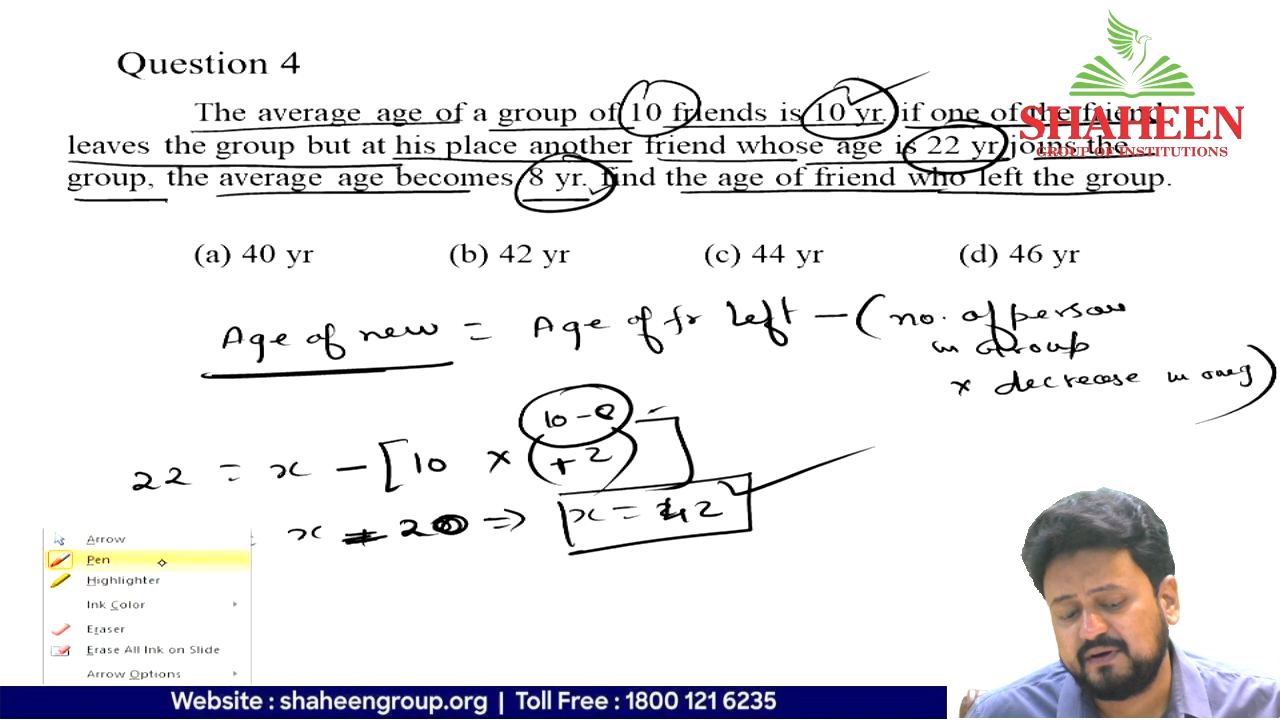 Question 4
The average age of a group of 10 friends is 10 yr. if one of the friend
leaves the group but at his place another friend whose age is 22 yr joins the
group, the average age becomes 8 yr. find the age of friend who left the group.
(a) 40 yr (b) 42 yr (c) 44 yr (d) 46 yr
SHAHEEN
GROUP OF INSTITUTIONS
Age of new = Age of fr left - ( no. of person
in Group
x decrease in avg )
10 - 8
22 = x - [ 10 x ( + 2 ) ]
x - 20 => x = 42
Arrow
Pen
Highlighter
Ink Color
Eraser
Erase All Ink on Slide
Arrow Options
Website : shaheengroup.org | Toll Free : 1800 121 6235